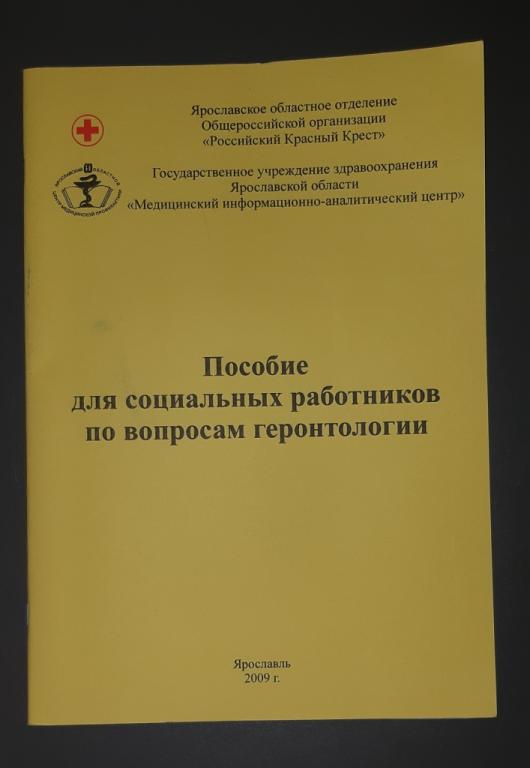 Ярославское областное отделение
Общероссийской организации
«Российский Красный Крест»
Государственное учреждение здравоохранения
Ярославской области
«Медицинский информационно-аналитический центр»
Пособие
для социальных работников
по вопросам геронтологии
Ярославль
2009 г.